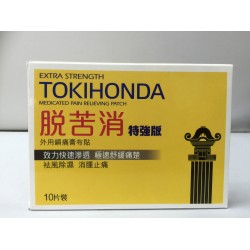 EXTRA STRENGTH
TOKIHONDA
MEDICATED PAIN RELIEVING PATCH
脱苦消 特強版
外用鎮痛膏布貼
效力快速滲透 極速舒緩痛楚
袪風除濕 消腫止痛
10片裝